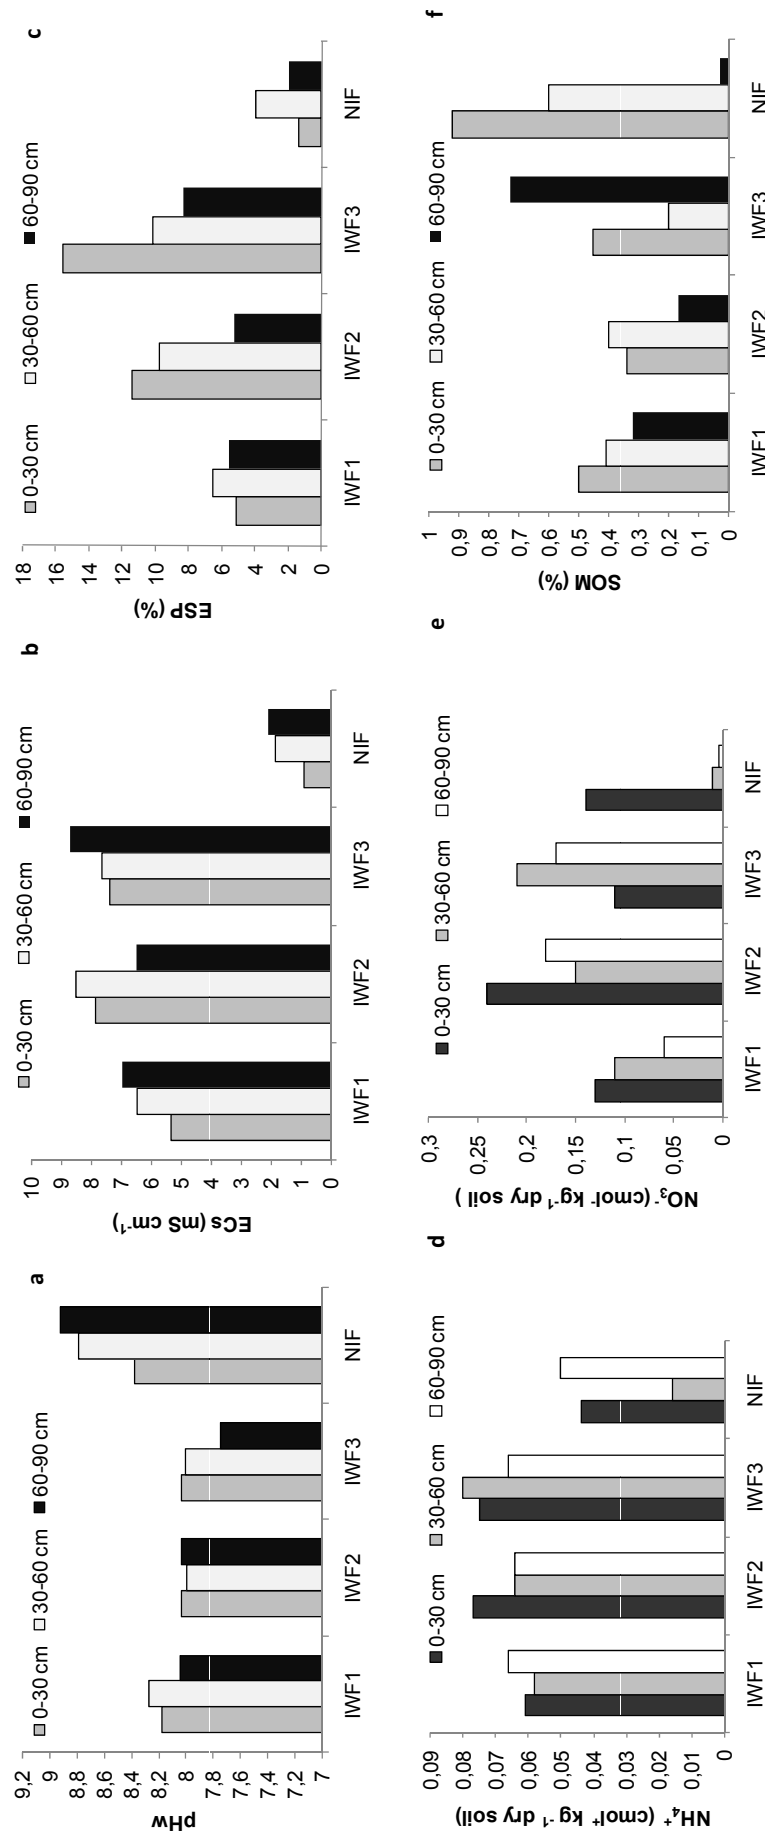 a
0-30 cm 30-60 cm 60-90 cm
9,2
9
8,8
8,6
8,4
8,2
8
7,8
7,6
7,4
7,2
7
pHw
IWF1 IWF2 IWF3 NIF
b
0-30 cm 30-60 cm 60-90 cm
10
9
8
7
6
5
4
3
2
1
0
ECs (mS cm-1)
IWF1 IWF2 IWF3 NIF
c
0-30 cm 30-60 cm 60-90 cm
18
16
14
12
10
8
6
4
2
0
ESP (%)
IWF1 IWF2 IWF3 NIF
d
0-30 cm 30-60 cm 60-90 cm
0,09
0,08
0,07
0,06
0,05
0,04
0,03
0,02
0,01
0
NH4+ (cmol+ kg-1 dry soil)
IWF1 IWF2 IWF3 NIF
e
0-30 cm 30-60 cm 60-90 cm
0,3
0,25
0,2
0,15
0,1
0,05
0
NO3- (cmol- kg-1 dry soil )
IWF1 IWF2 IWF3 NIF
f
0-30 cm 30-60 cm 60-90 cm
1
0,9
0,8
0,7
0,6
0,5
0,4
0,3
0,2
0,1
0
SOM (%)
IWF1 IWF2 IWF3 NIF